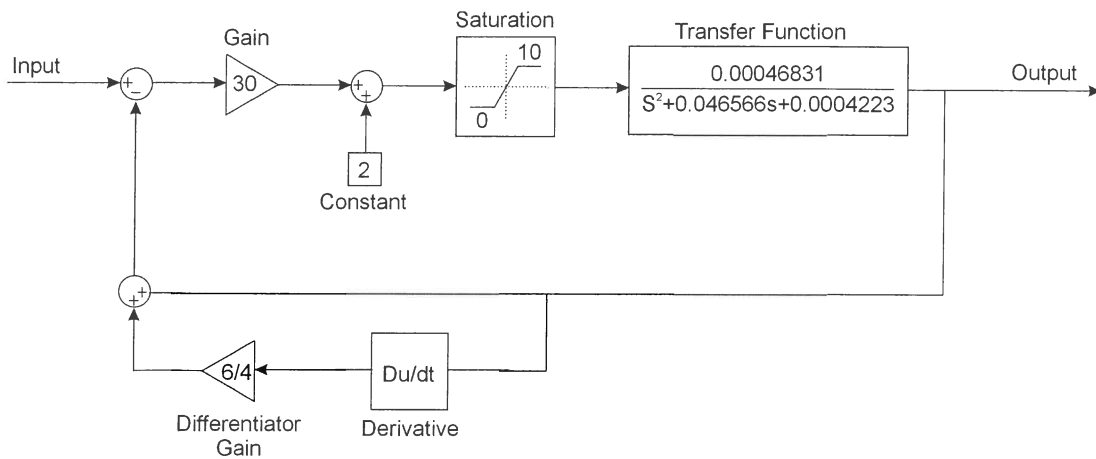 Saturation
Gain
Transfer Function
Input
30
10
0
0.00046831
S²+0.046566s+0.0004223
Output
+
−
+
+
2
Constant
+
+
6/4
Du/dt
Differentiator
Gain
Derivative